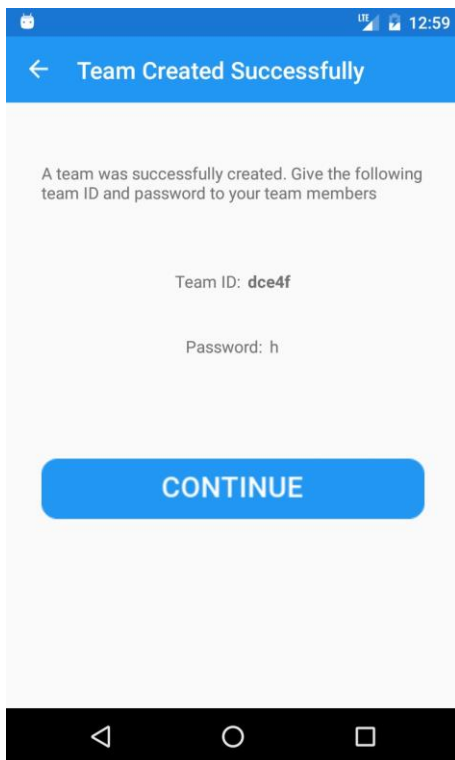 LTE 12:59
Team Created Successfully
A team was successfully created. Give the following
team ID and password to your team members
Team ID: dce4f
Password: h
CONTINUE